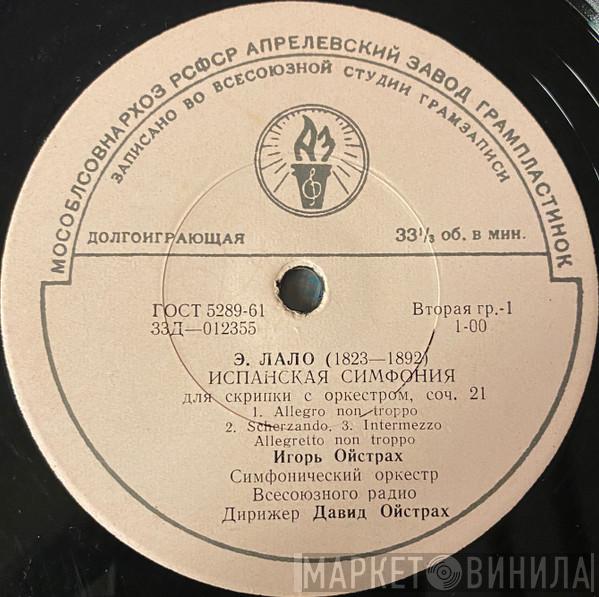 МОСОБЛСОВНАРХОЗ РСФСР АПРЕЛЕВСКИЙ ЗАВОД ГРАМПЛАСТИНОК
ЗАПИСАНО ВО ВСЕСОЮЗНОЙ СТУДИИ ГРАМЗАПИСИ
АЗ
ДОЛГОИГРАЮЩАЯ 33⅓ об. в мин.
ГОСТ 5289-61 Вторая гр.-1
33Д—012355 1-00
Э. ЛАЛО (1823—1892)
ИСПАНСКАЯ СИМФОНИЯ
для скрипки с оркестром, соч. 21
1. Allegro non troppo
2. Scherzando. 3. Intermezzo
Allegretto non troppo
Игорь Ойстрах
Симфонический оркестр
Всесоюзного радио
Дирижер Давид Ойстрах
МАРКЕТ ВИНИЛА